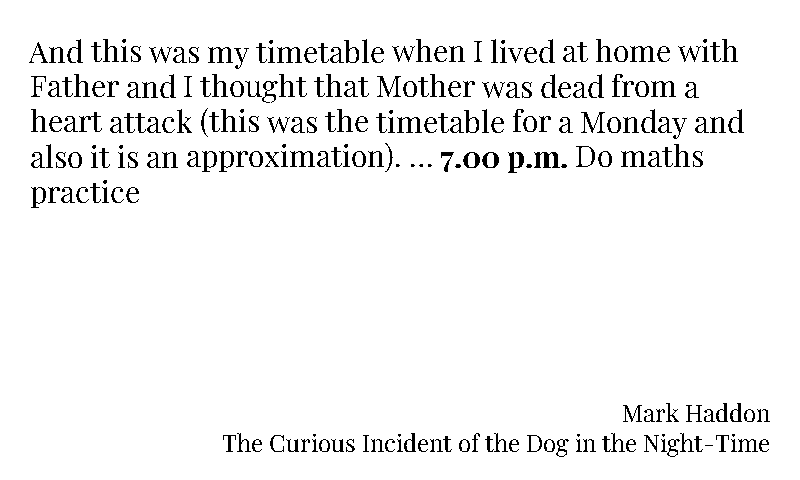 And this was my timetable when I lived at home with
Father and I thought that Mother was dead from a
heart attack (this was the timetable for a Monday and
also it is an approximation). ... 7.00 p.m. Do maths
practice
Mark Haddon
The Curious Incident of the Dog in the Night-Time